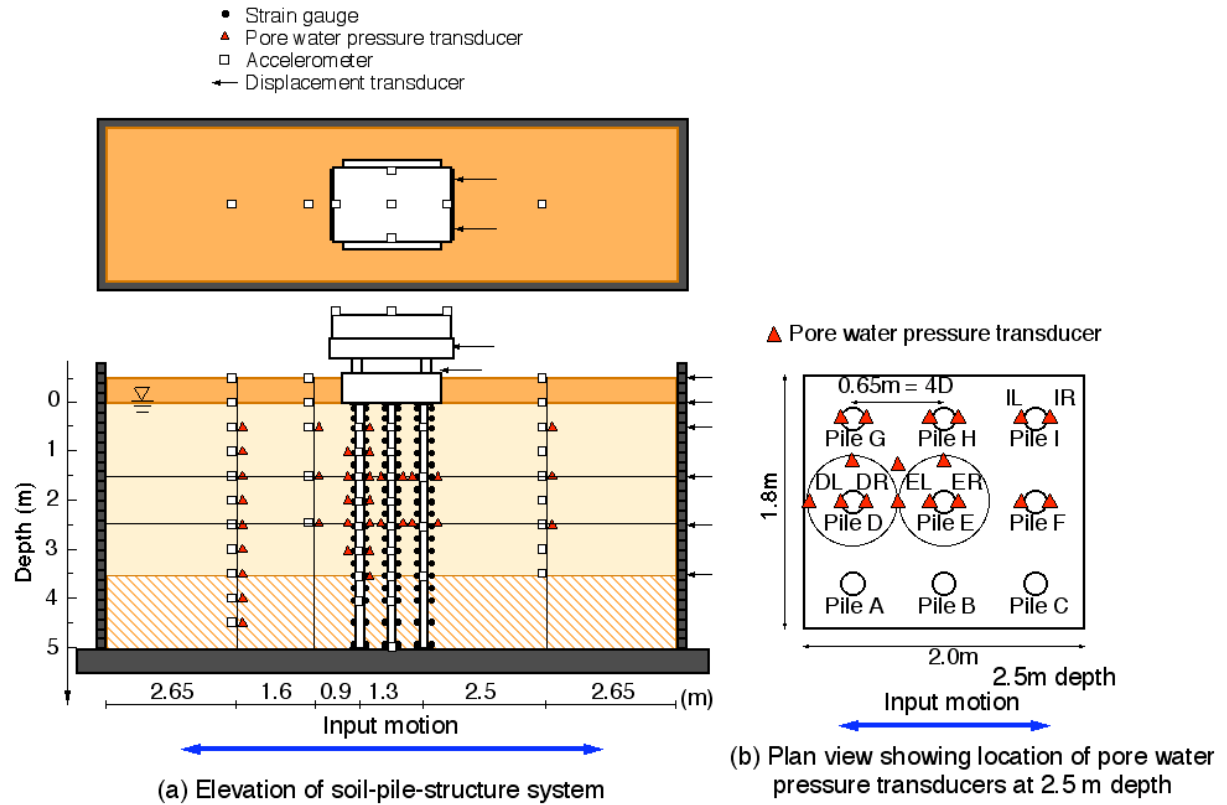 Strain gauge
Pore water pressure transducer
Accelerometer
Displacement transducer
0
1
2
3
4
5
Depth (m)
2.65
1.6
0.9
1.3
2.5
2.65
(m)
Input motion
(a) Elevation of soil-pile-structure system
Pore water pressure transducer
0.65m = 4D
IL IR
Pile G Pile H Pile I
DL DR EL ER
Pile D Pile E Pile F
Pile A Pile B Pile C
1.8m
2.0m
2.5m depth
Input motion
(b) Plan view showing location of pore water
pressure transducers at 2.5 m depth